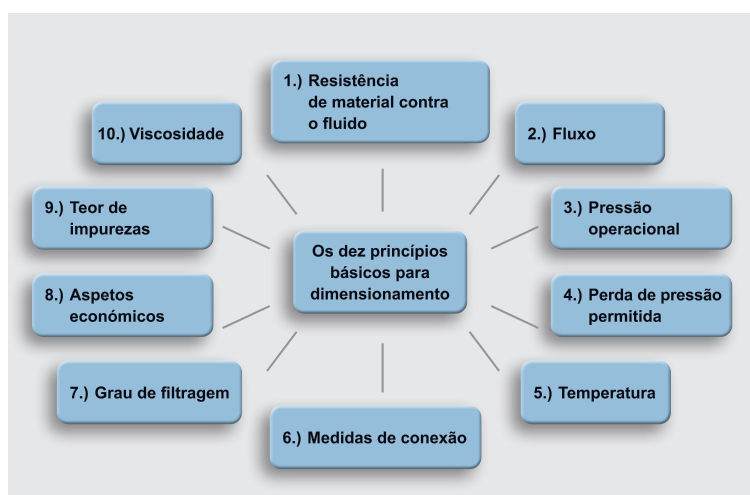 1.) Resistência
de material contra
o fluido
2.) Fluxo
3.) Pressão
operacional
4.) Perda de pressão
permitida
5.) Temperatura
6.) Medidas de conexão
7.) Grau de filtragem
8.) Aspetos
económicos
9.) Teor de
impurezas
10.) Viscosidade
Os dez princípios
básicos para
dimensionamento